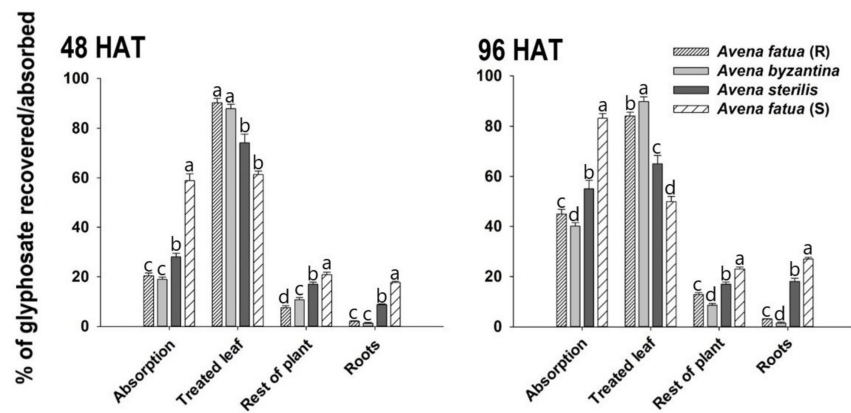 % of glyphosate recovered/absorbed
48 HAT
100
80
60
40
20
0
c c b a
a a b b
d c b a
c c b a
Absorption
Treated leaf
Rest of plant
Roots
96 HAT
Avena fatua (R)
Avena byzantina
Avena sterilis
Avena fatua (S)
100
80
60
40
20
0
c d b a
b a c d
c d b a
c d b a
Absorption
Treated leaf
Rest of plant
Roots